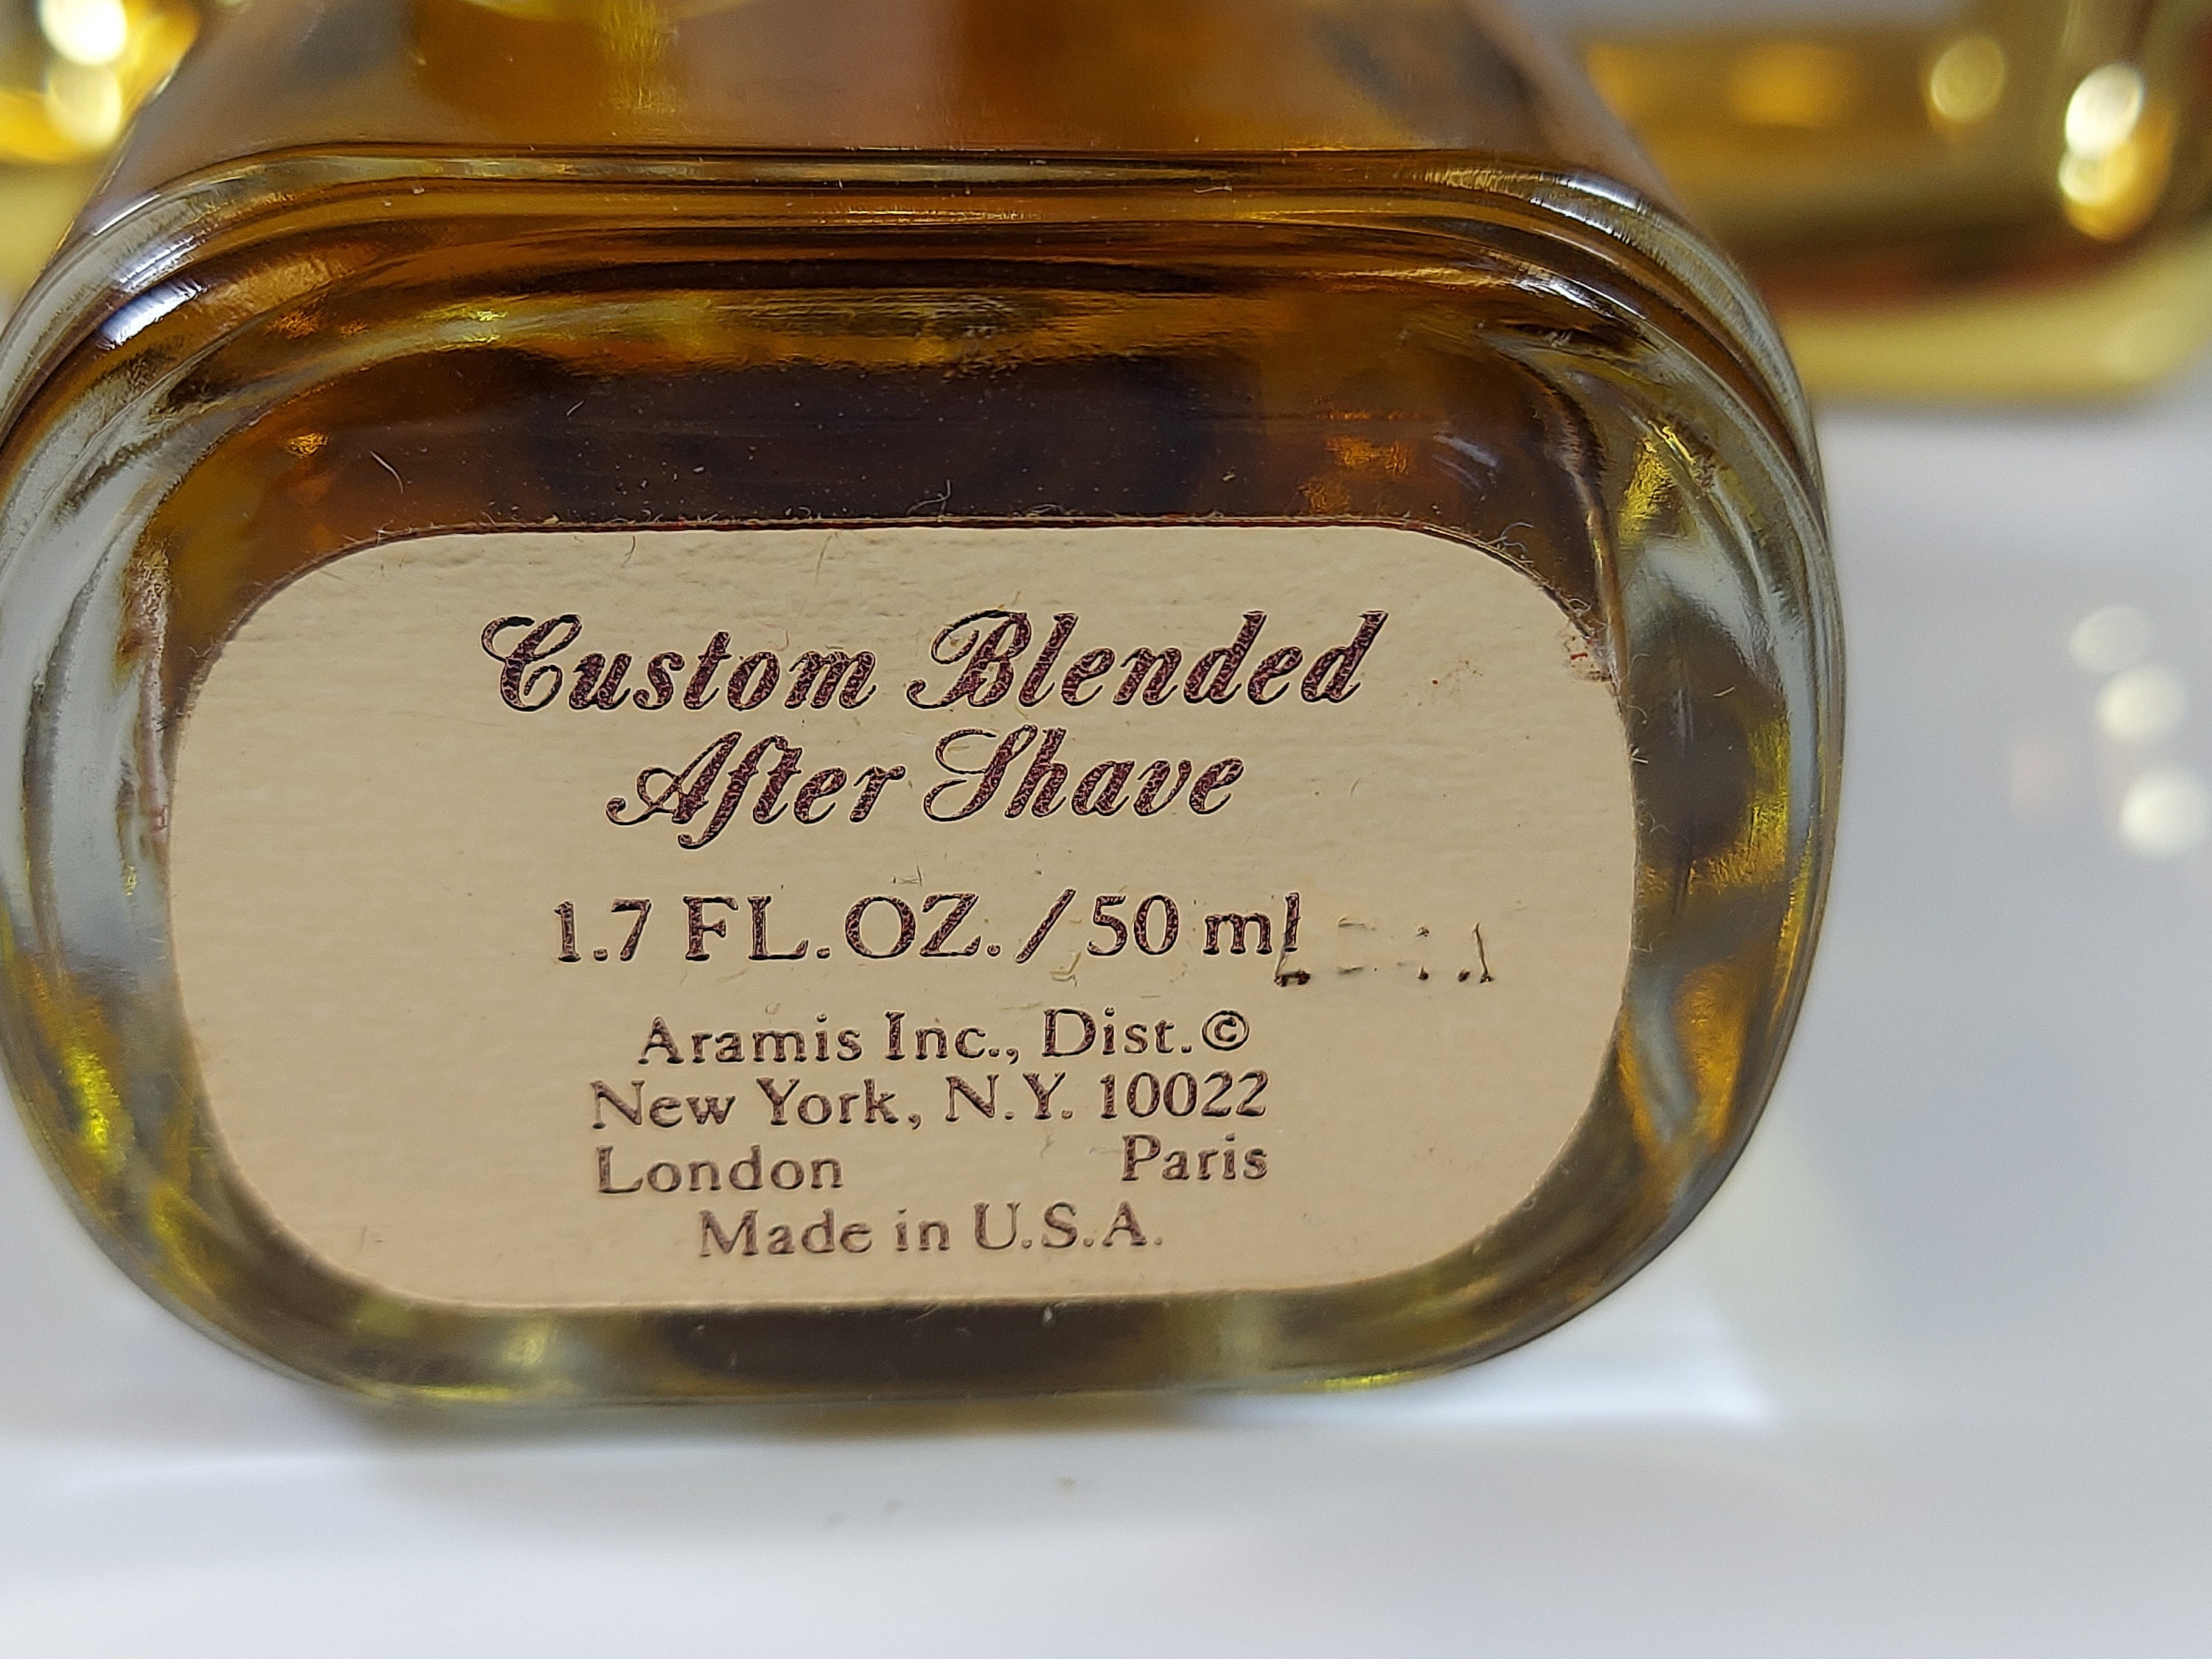 Custom Blended
After Shave
1.7 FL.OZ./50 ml
Aramis Inc., Dist.©
New York, N.Y. 10022
London Paris
Made in U.S.A.